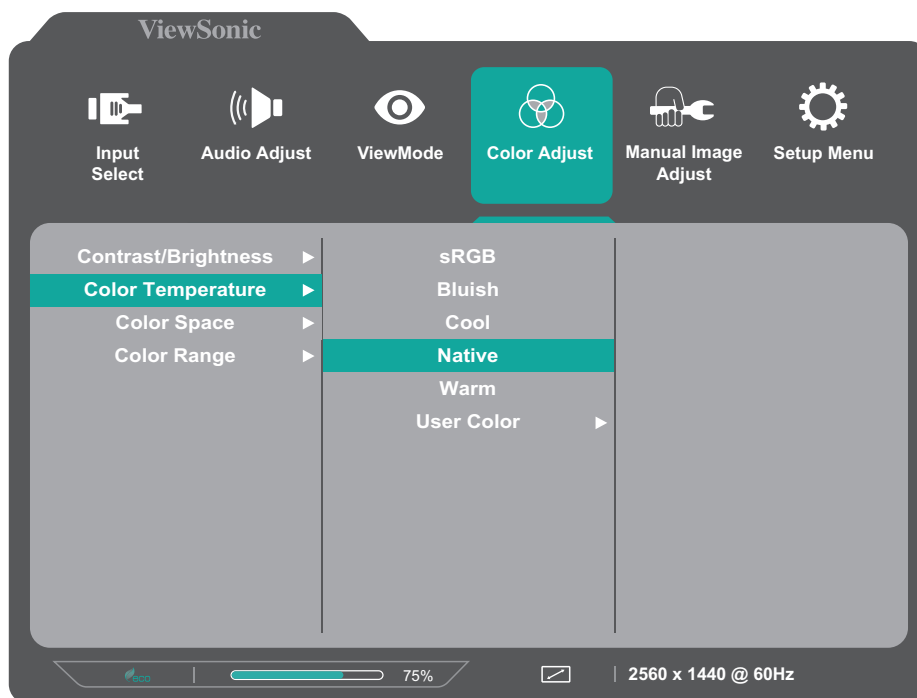 ViewSonic
Input
Select
Audio Adjust
ViewMode
Color Adjust
Manual Image
Adjust
Setup Menu
Contrast/Brightness
Color Temperature
Color Space
Color Range
sRGB
Bluish
Cool
Native
Warm
User Color
eco
75%
2560 x 1440 @ 60Hz